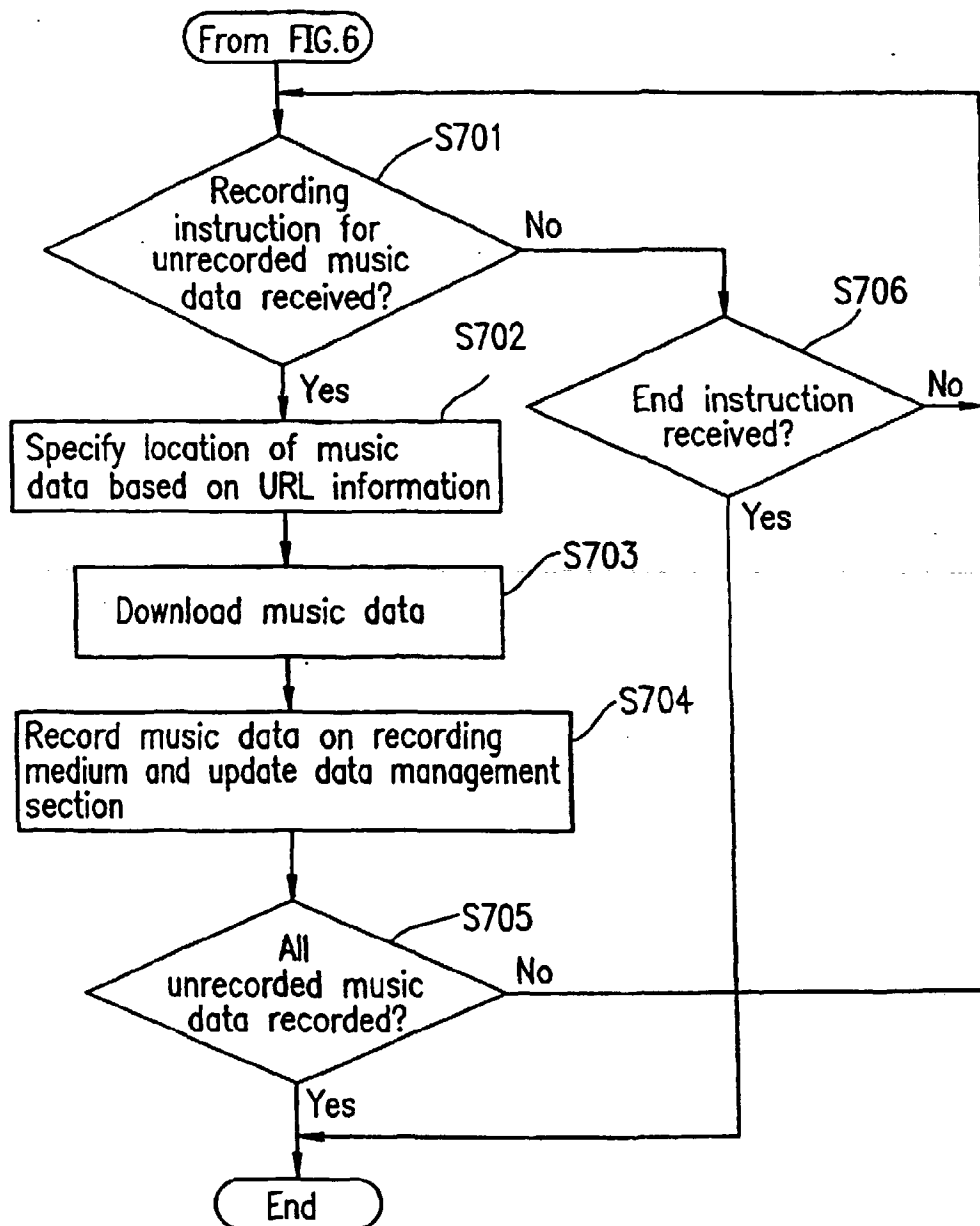 From FIG.6
S701
Recording
instruction for
unrecorded music
data received?
No
S706
S702
Yes
End instruction
received?
No
Specify location of music
data based on URL information
Yes
S703
Download music data
S704
Record music data on recording
medium and update data management
section
S705
All
unrecorded music
data recorded?
No
Yes
End